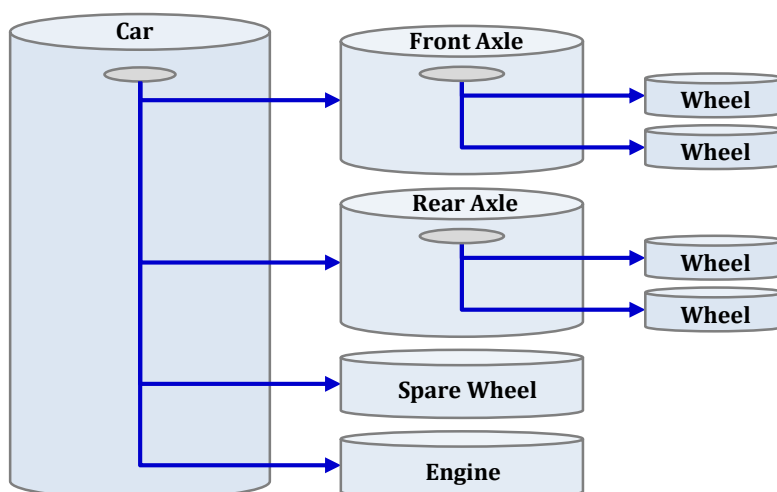 Car
Front Axle
Wheel
Wheel
Rear Axle
Wheel
Wheel
Spare Wheel
Engine